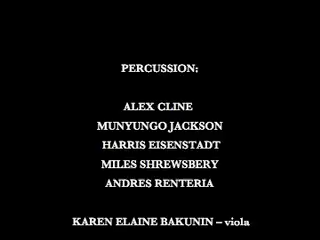 PERCUSSION;
ALEX CLINE
MUNYUNGO JACKSON
HARRIS EISENSTADT
MILES SHREWSBERY
ANDRES RENTERIA
KAREN ELAINE BAKUNIN – viola